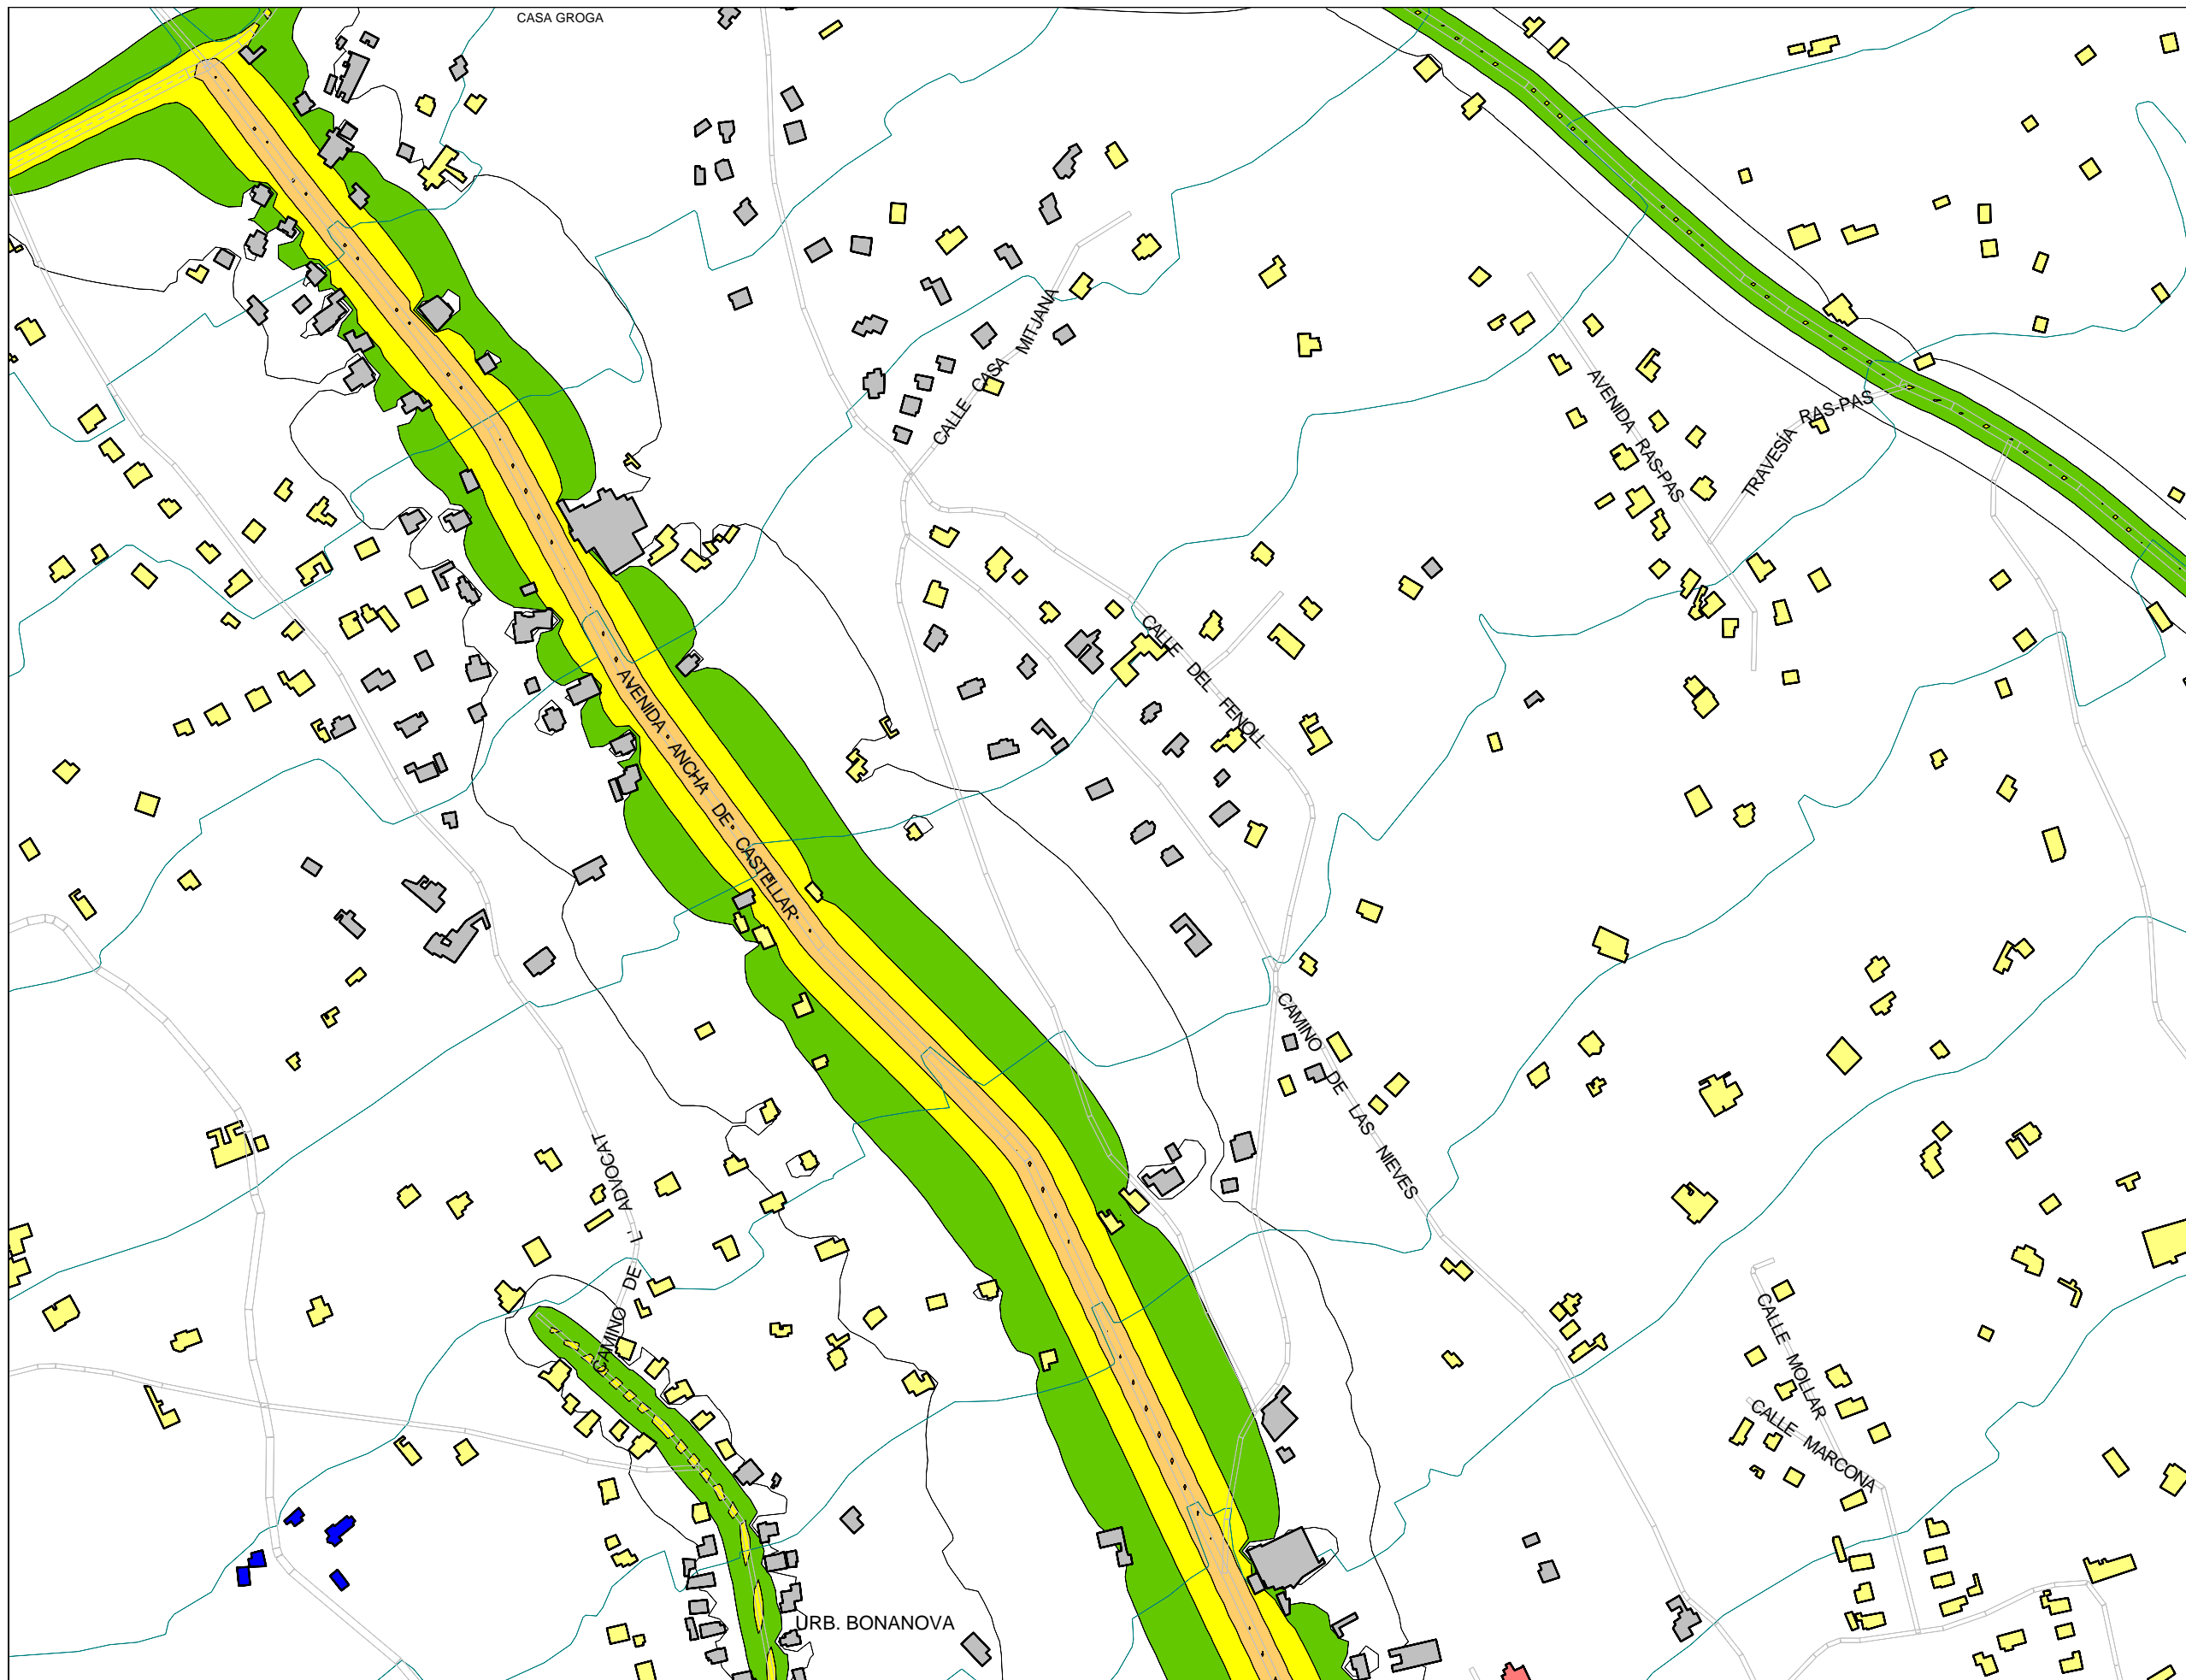 CASA GROGA
CALLE CASA MITJANA
AVENIDA RAS-PAS
TRAVESÍA RAS-PAS
CALLE DEL FENOLL
AVENIDA ANCHA DE CASTELLAR
CAMINO DE LAS NIEVES
CAMINO DE L' ADVOCAT
CALLE MOLLAR
CALLE MARCONA
URB. BONANOVA